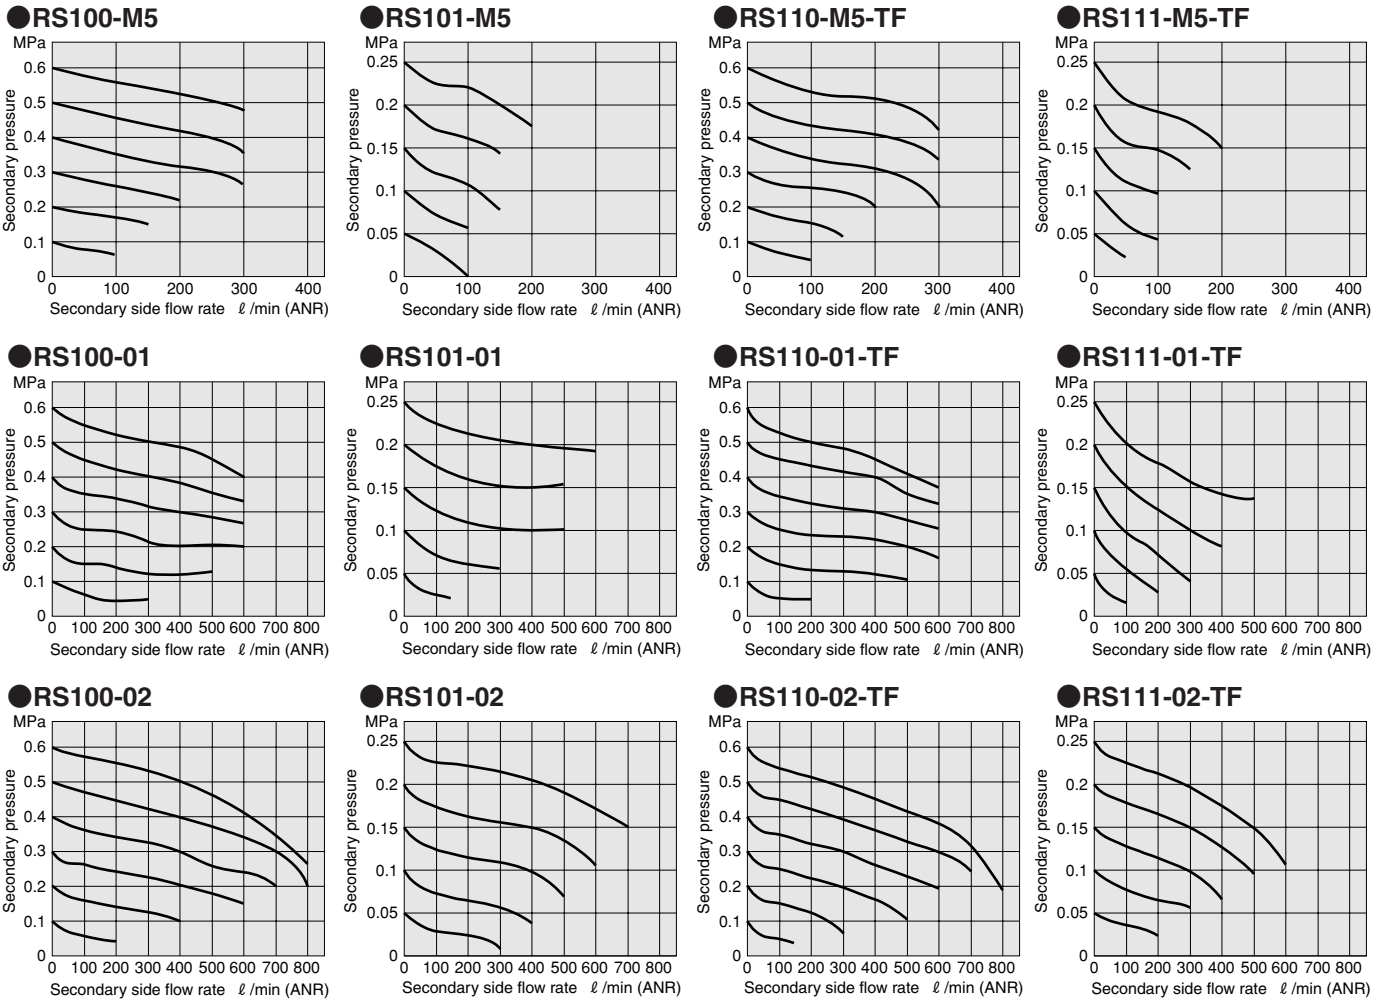 ●RS100-M5 ●RS101-M5 ●RS110-M5-TF ●RS111-M5-TF
MPa MPa MPa MPa
Secondary pressure Secondary pressure Secondary pressure Secondary pressure
0.6 0.25 0.6 0.25
0.5 0.2 0.5 0.2
0.4 0.15 0.4 0.15
0.3 0.1 0.3 0.1
0.2 0.05 0.2 0.05
0.1 0 0.1 0
0 0
0 100 200 300 400 0 100 200 300 400 0 100 200 300 400 0 100 200 300 400
Secondary side flow rate ℓ/min (ANR) Secondary side flow rate ℓ/min (ANR) Secondary side flow rate ℓ/min (ANR) Secondary side flow rate ℓ/min (ANR)
●RS100-01 ●RS101-01 ●RS110-01-TF ●RS111-01-TF
MPa MPa MPa MPa
Secondary pressure Secondary pressure Secondary pressure Secondary pressure
0.6 0.25 0.6 0.25
0.5 0.2 0.5 0.2
0.4 0.15 0.4 0.15
0.3 0.1 0.3 0.1
0.2 0.05 0.2 0.05
0.1 0 0.1 0
0 0
0 100 200 300 400 500 600 700 800 0 100 200 300 400 500 600 700 800 0 100 200 300 400 500 600 700 800 0 100 200 300 400 500 600 700 800
Secondary side flow rate ℓ/min (ANR) Secondary side flow rate ℓ/min (ANR) Secondary side flow rate ℓ/min (ANR) Secondary side flow rate ℓ/min (ANR)
●RS100-02 ●RS101-02 ●RS110-02-TF ●RS111-02-TF
MPa MPa MPa MPa
Secondary pressure Secondary pressure Secondary pressure Secondary pressure
0.6 0.25 0.6 0.25
0.5 0.2 0.5 0.2
0.4 0.15 0.4 0.15
0.3 0.1 0.3 0.1
0.2 0.05 0.2 0.05
0.1 0 0.1 0
0 0
0 100 200 300 400 500 600 700 800 0 100 200 300 400 500 600 700 800 0 100 200 300 400 500 600 700 800 0 100 200 300 400 500 600 700 800
Secondary side flow rate ℓ/min (ANR) Secondary side flow rate ℓ/min (ANR) Secondary side flow rate ℓ/min (ANR) Secondary side flow rate ℓ/min (ANR)